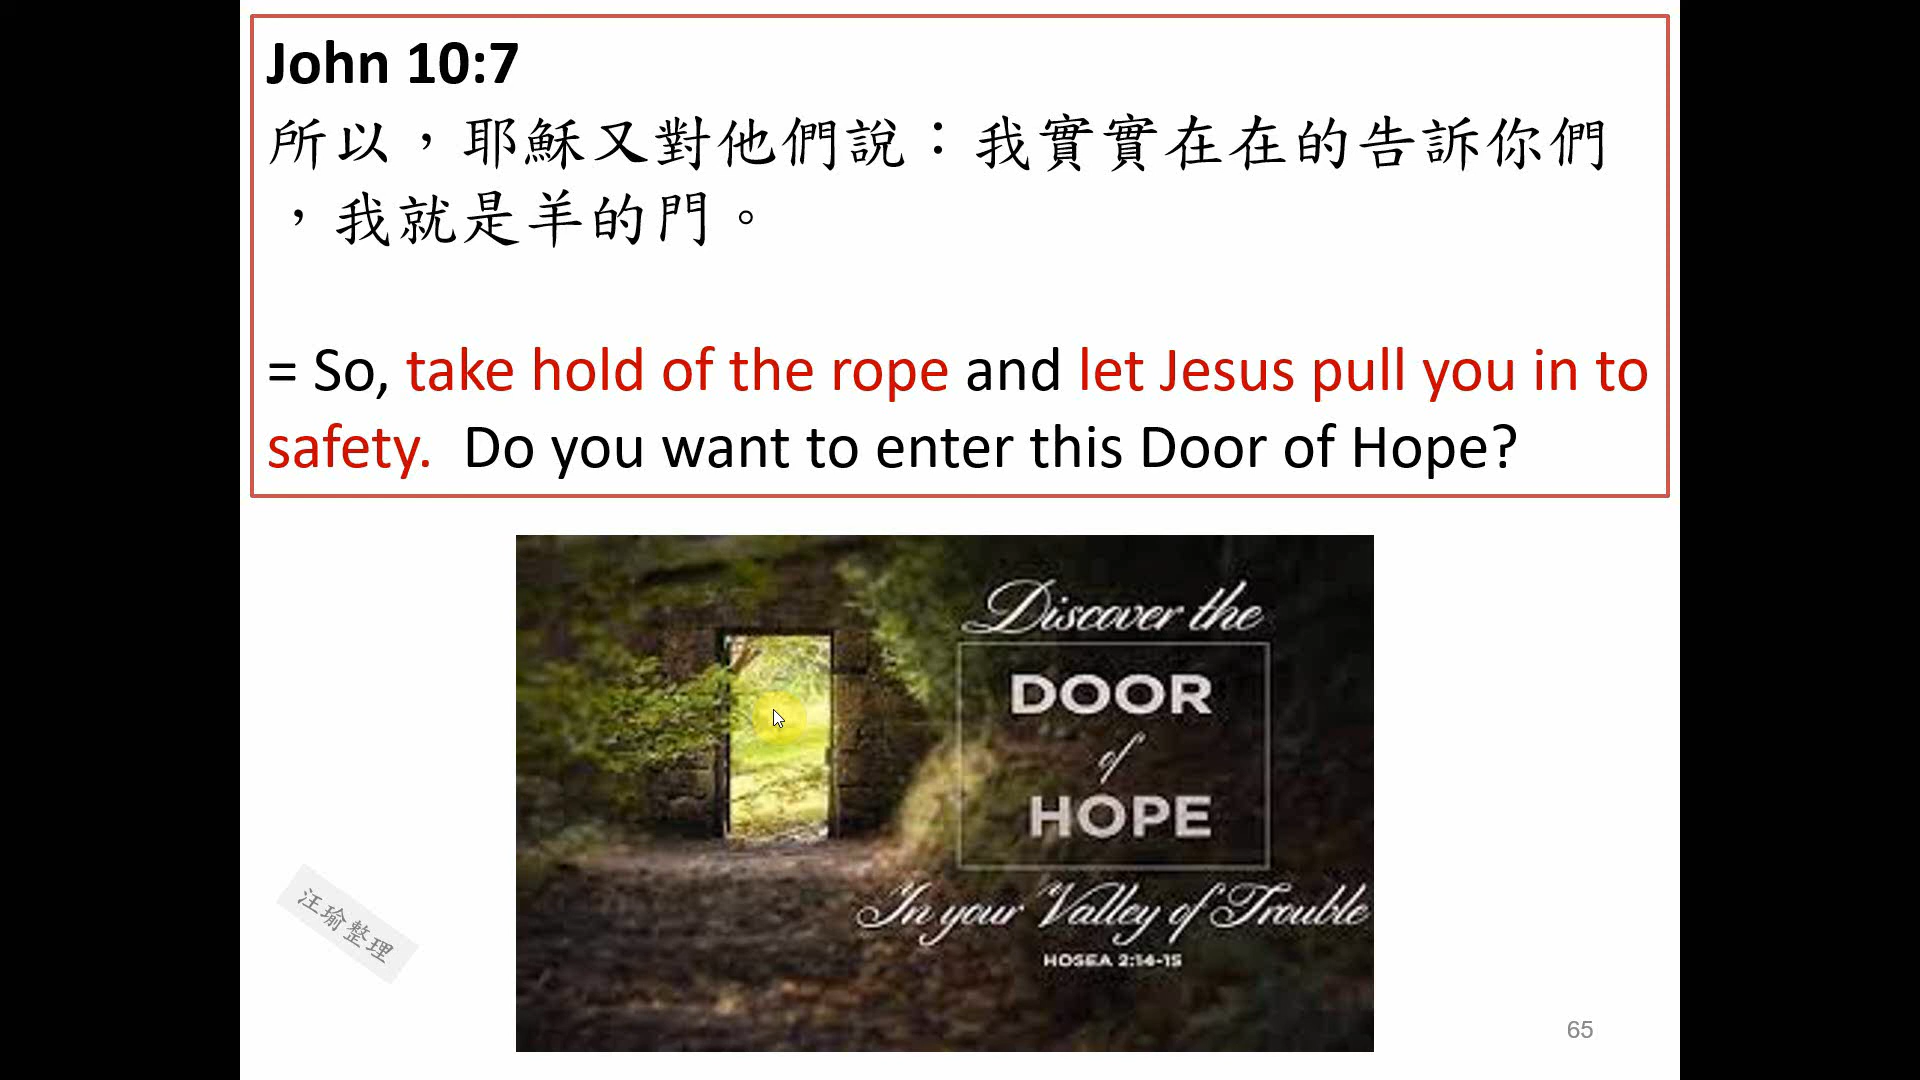 John 10:7
所以，耶穌又對他們說：我實實在在的告訴你們
，我就是羊的門。
= So, take hold of the rope and let Jesus pull you in to
safety. Do you want to enter this Door of Hope?
Discover the
DOOR
of
HOPE
In your Valley of Trouble
HOSEA 2:14-15
汪瑜整理
65